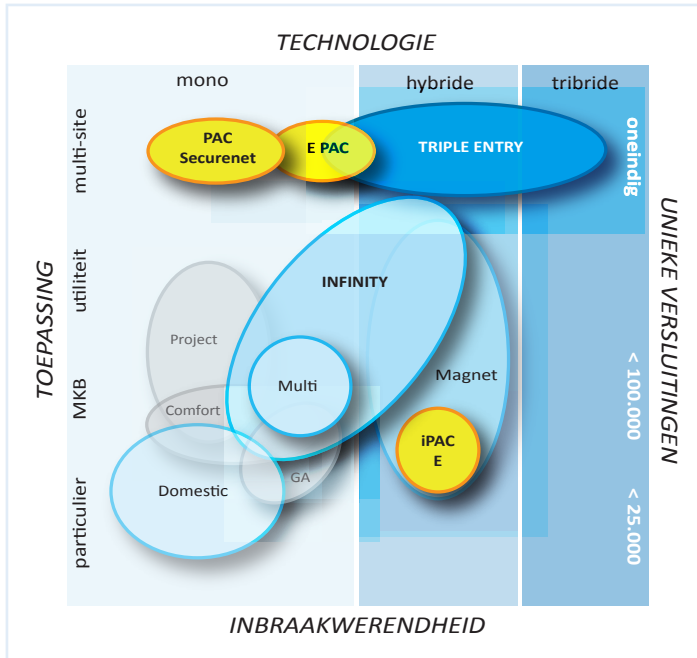 TECHNOLOGIE
mono
hybride
tribride
multi-site
utiliteit
MKB
particulier
TOEPASSING
PAC
Securenet
E PAC
TRIPLE ENTRY
oneindig
INFINITY
Project
Multi
Magnet
Comfort
iPAC
E
GA
Domestic
< 100.000
< 25.000
UNIEKE VERSLUITINGEN
INBRAAKWERENDHEID